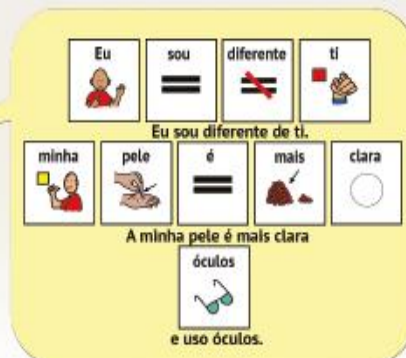 Eu sou diferente ti
Eu sou diferente de ti.
minha pele é mais clara
A minha pele é mais clara
óculos
e uso óculos.